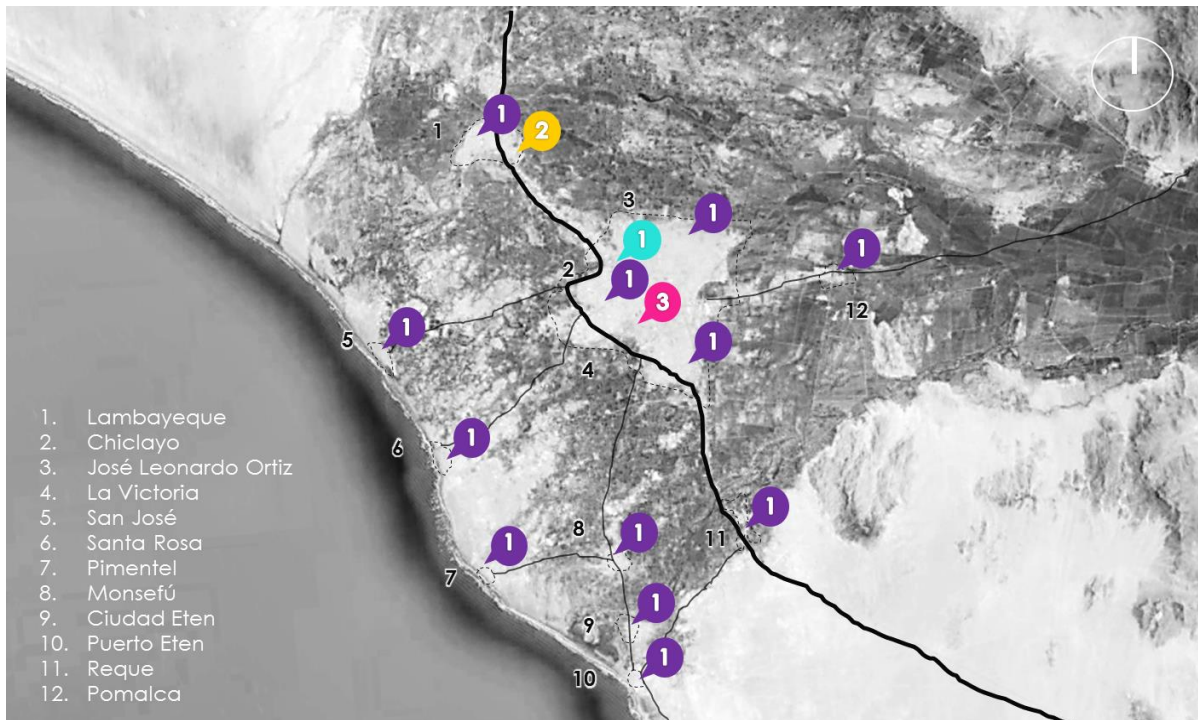 1
1
2
3
1
1
1
2
1
12
3
5
1
1
4
1. Lambayeque
2. Chiclayo
3. José Leonardo Ortiz
4. La Victoria
5. San José
6. Santa Rosa
7. Pimentel
8. Monsefú
9. Ciudad Eten
10. Puerto Eten
11. Reque
12. Pomalca
6
1
1
11
8
1
7
1
9
1
10
1